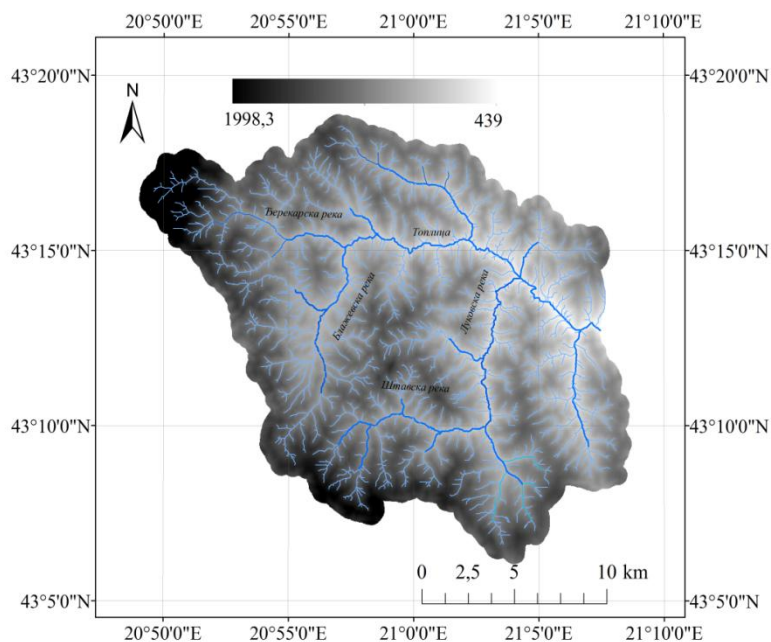 20°50'0"E 20°55'0"E 21°0'0"E 21°5'0"E 21°10'0"E
43°20'0"N 43°20'0"N
N
1998,3 439
Ђерекарска река
Топлица
43°15'0"N 43°15'0"N
Блажевска река
Луковска река
Штавска река
43°10'0"N 43°10'0"N
0 2,5 5 10 km
43°5'0"N 43°5'0"N
20°50'0"E 20°55'0"E 21°0'0"E 21°5'0"E 21°10'0"E